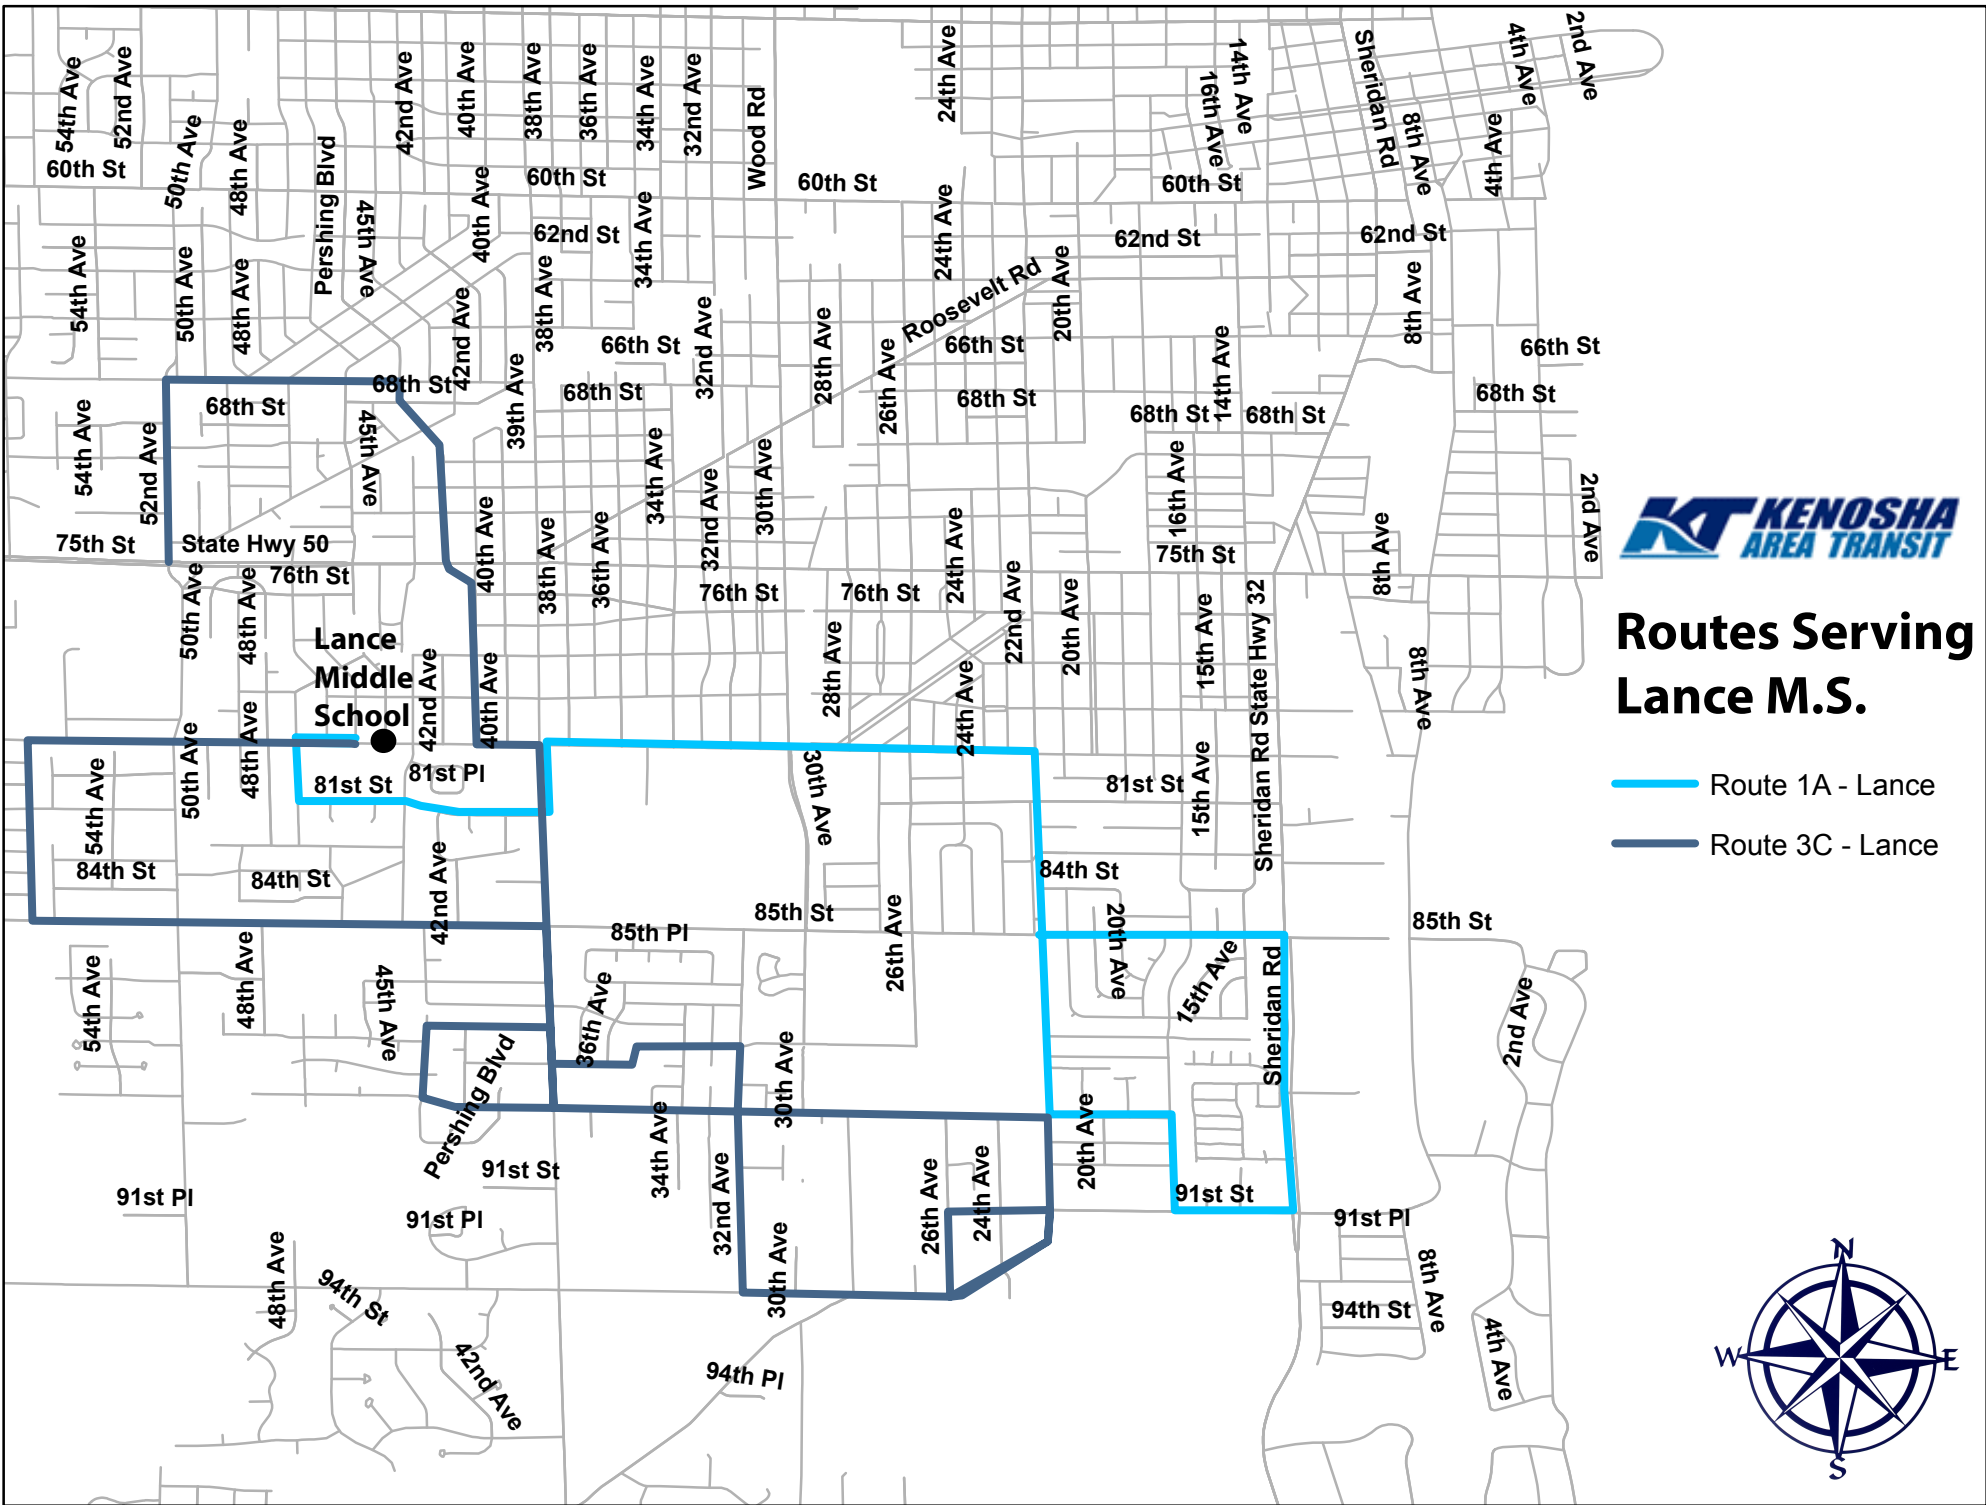 54th Ave
52nd Ave
50th Ave
48th Ave
Pershing Blvd
45th Ave
42nd Ave
40th Ave
38th Ave
36th Ave
34th Ave
32nd Ave
Wood Rd
24th Ave
16th Ave
14th Ave
Sheridan Rd
8th Ave
4th Ave
2nd Ave
4th Ave
60th St
60th St
60th St
60th St
40th Ave
62nd St
34th Ave
24th Ave
62nd St
62nd St
54th Ave
50th Ave
48th Ave
42nd Ave
38th Ave
Roosevelt Rd
20th Ave
8th Ave
66th St
32nd Ave
28th Ave
26th Ave
66th St
14th Ave
66th St
68th St
68th St
39th Ave
68th St
68th St
68th St
68th St
68th St
54th Ave
52nd Ave
45th Ave
34th Ave
32nd Ave
30th Ave
16th Ave
2nd Ave
KENOSHA
AREA TRANSIT
75th St
State Hwy 50
40th Ave
38th Ave
36th Ave
24th Ave
75th St
8th Ave
76th St
76th St
76th St
50th Ave
48th Ave
22nd Ave
20th Ave
15th Ave
Sheridan Rd State Hwy 32
Routes Serving
Lance M.S.
Lance
Middle
School
42nd Ave
40th Ave
28th Ave
24th Ave
8th Ave
50th Ave
48th Ave
81st St
81st Pl
30th Ave
81st St
15th Ave
Route 1A - Lance
Route 3C - Lance
54th Ave
84th St
84th St
42nd Ave
84th St
85th St
85th Pl
26th Ave
20th Ave
15th Ave
Sheridan Rd
85th St
54th Ave
48th Ave
45th Ave
36th Ave
2nd Ave
Pershing Blvd
30th Ave
34th Ave
32nd Ave
20th Ave
91st St
91st Pl
91st Pl
26th Ave
24th Ave
91st St
91st Pl
48th Ave
94th St
30th Ave
8th Ave
94th St
42nd Ave
94th Pl
4th Ave
N
W
E
S